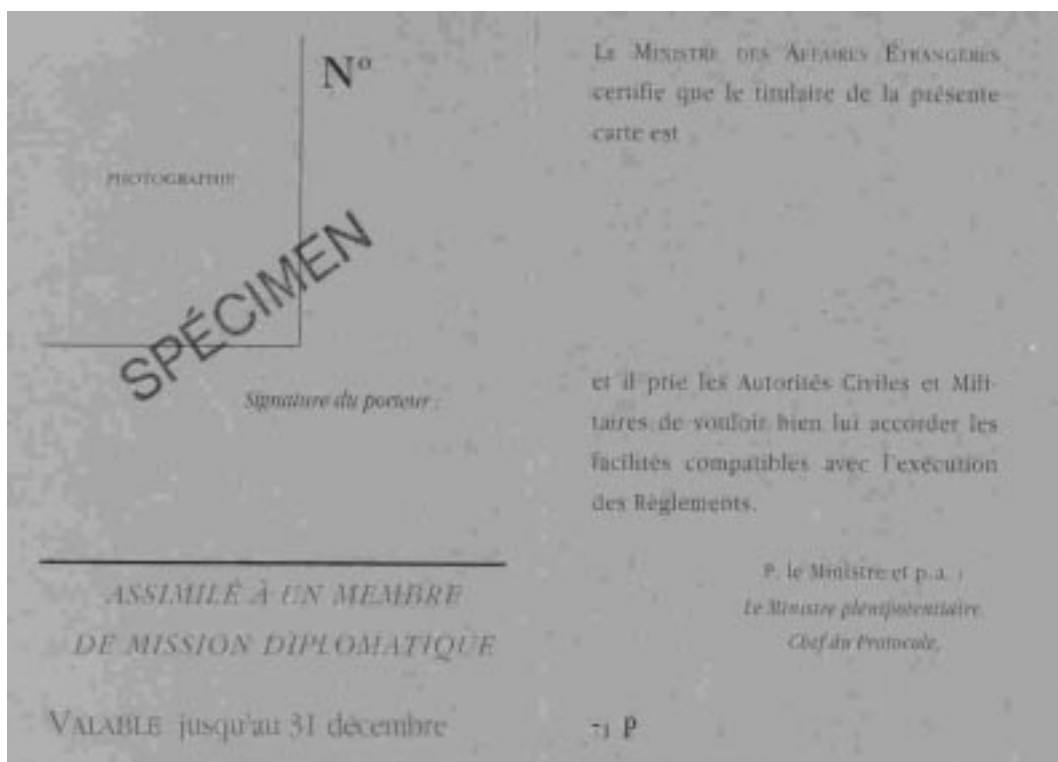 N°
PHOTOGRAPHIE
SPÉCIMEN
Signature du porteur :
ASSIMILÉ À UN MEMBRE
DE MISSION DIPLOMATIQUE
VALABLE jusqu'au 31 décembre
LE MINISTRE DES AFFAIRES ÉTRANGÈRES
certifie que le titulaire de la présente
carte est
et il prie les Autorités Civiles et Mili-
taires de vouloir bien lui accorder les
facilités compatibles avec l'exécution
des Règlements.
P. le Ministre et p.a. :
Le Ministre plénipotentiaire.
Chef du Protocole,
P